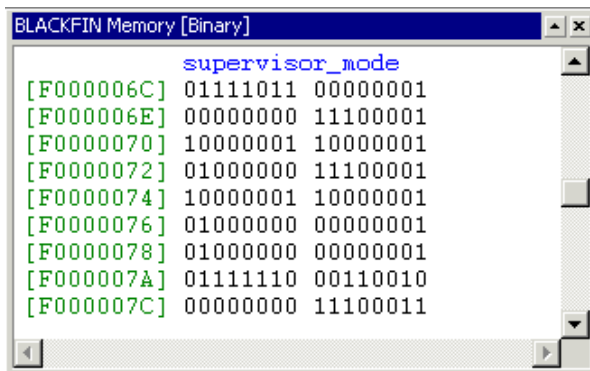 BLACKFIN Memory [Binary]
supervisor_mode
[F000006C] 01111011 00000001
[F000006E] 00000000 11100001
[F0000070] 10000001 10000001
[F0000072] 01000000 11100001
[F0000074] 10000001 10000001
[F0000076] 01000000 00000001
[F0000078] 01000000 00000001
[F000007A] 01111110 00110010
[F000007C] 00000000 11100011